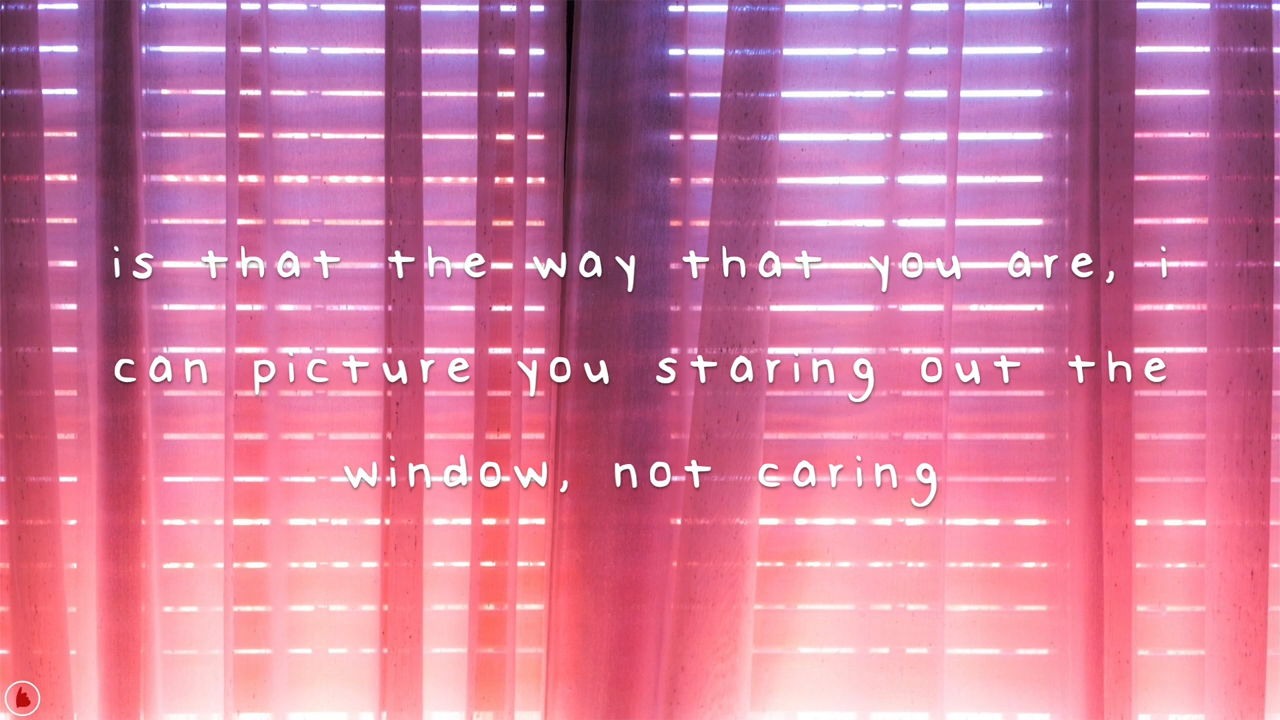 is that the way that you are, i
can picture you staring out the
window, not caring